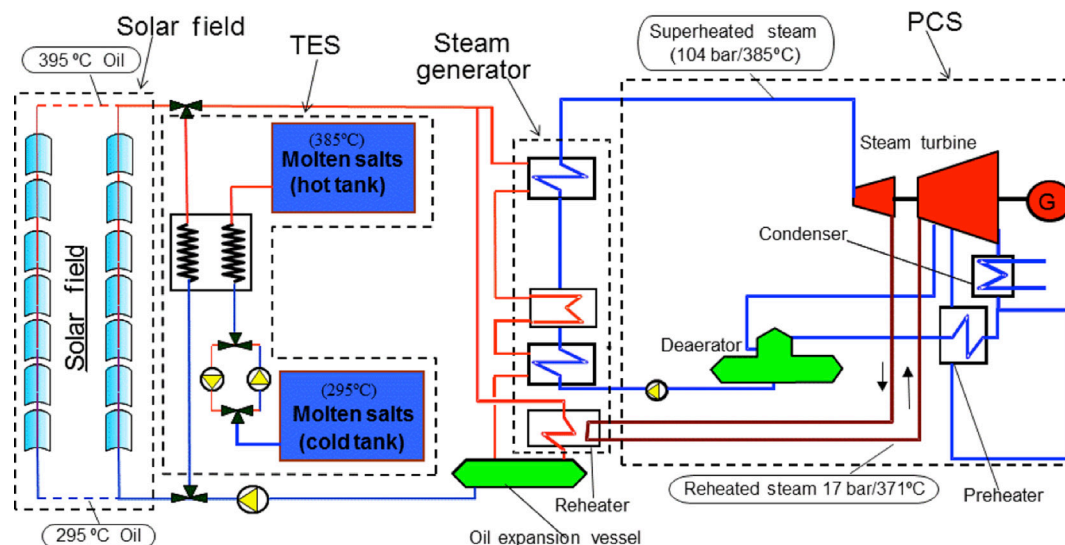 Solar field
TES
Steam
generator
Superheated steam
(104 bar/385ºC)
PCS
395 ºC Oil
(385ºC)
Molten salts
(hot tank)
Steam turbine
G
Condenser
Solar field
Deaerator
(295ºC)
Molten salts
(cold tank)
295 ºC Oil
Oil expansion vessel
Reheater
Reheated steam 17 bar/371ºC
Preheater